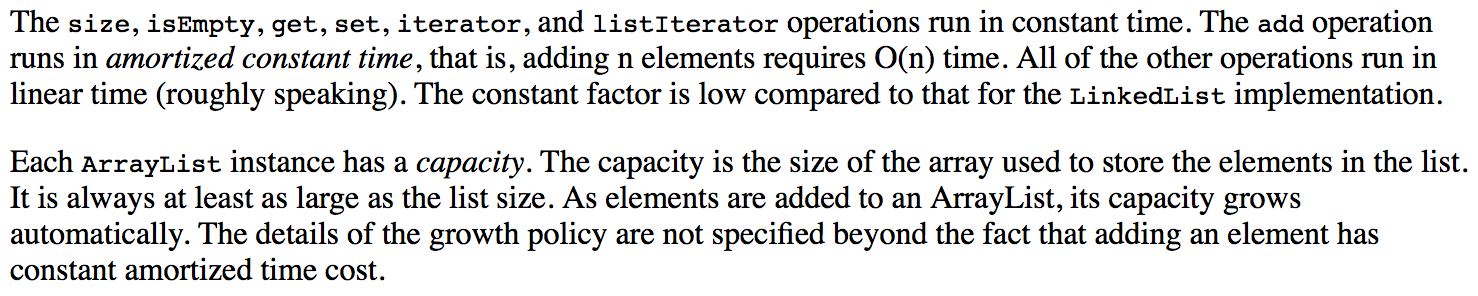 The size, isEmpty, get, set, iterator, and listIterator operations run in constant time. The add operation
runs in amortized constant time, that is, adding n elements requires O(n) time. All of the other operations run in
linear time (roughly speaking). The constant factor is low compared to that for the LinkedList implementation.
Each ArrayList instance has a capacity. The capacity is the size of the array used to store the elements in the list.
It is always at least as large as the list size. As elements are added to an ArrayList, its capacity grows
automatically. The details of the growth policy are not specified beyond the fact that adding an element has
constant amortized time cost.